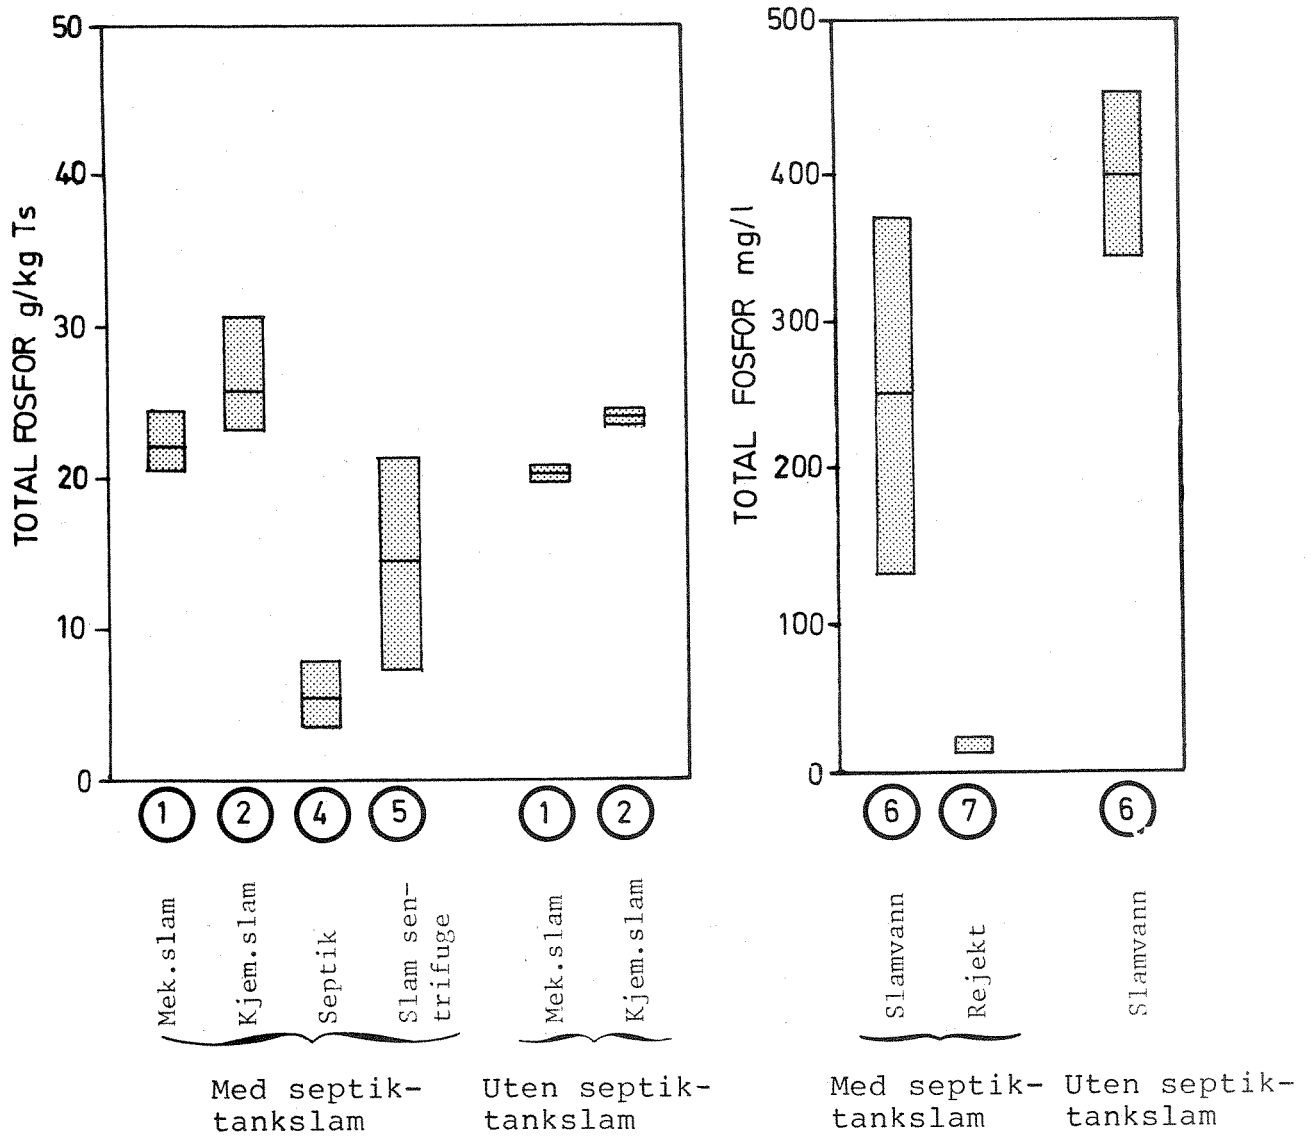 TOTAL FOSFOR g/kg Ts
50
40
30
20
10
0
1 2 4 5 1 2
Mek.slam
Kjem.slam
Septik
Slam sen-
trifuge
Mek.slam
Kjem.slam
Med septik-
tankslam
Uten septik-
tankslam
TOTAL FOSFOR mg/l
500
400
300
200
100
0
6 7 6
Slamvann
Rejekt
Slamvann
Med septik-
tankslam
Uten septik-
tankslam